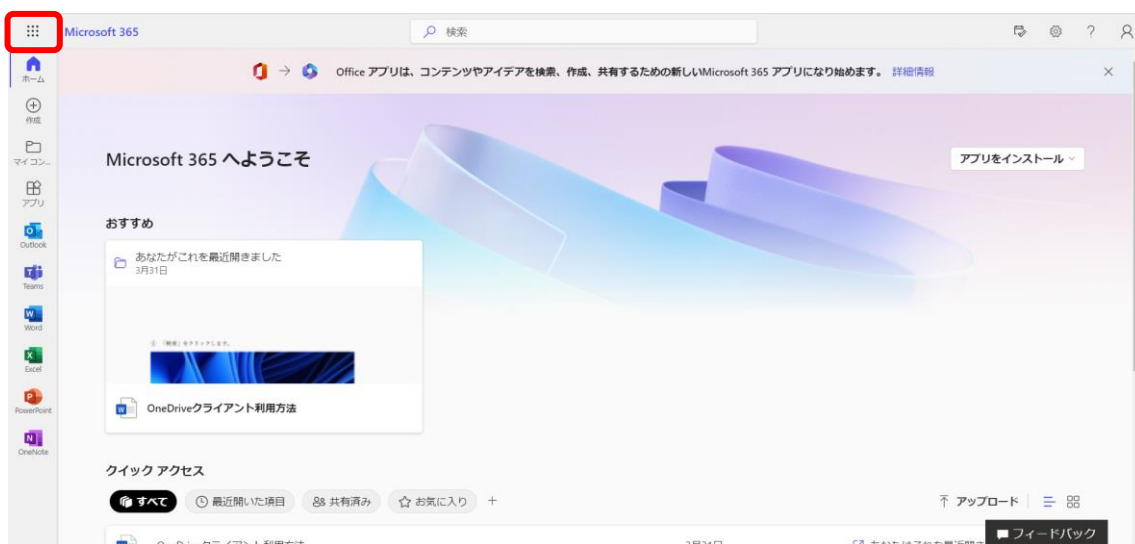 Microsoft 365
検索
Office アプリは、コンテンツやアイデアを検索、作成、共有するための新しいMicrosoft 365 アプリになり始めます。 詳細情報
ホーム
作成
マイ コン...
アプリ
Outlook
Teams
Word
Excel
PowerPoint
OneNote
Microsoft 365 へようこそ
アプリをインストール
おすすめ
あなたがこれを最近開きました
3月31日
OneDriveクライアント利用方法
クイック アクセス
すべて
最近開いた項目
共有済み
お気に入り
アップロード
フィードバック